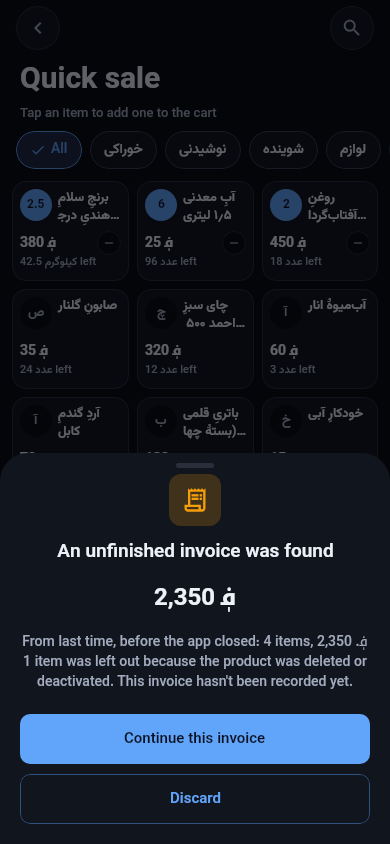 Quick sale
Tap an item to add one to the cart
All
خوراکی
نوشیدنی
شوینده
لوازم
2.5
برنجِ سلامِ
هندیِ درجـ...
380 ؋
42.5 کیلوگرم left
6
آبِ معدنی
۱٫۵ لیتری
25 ؋
96 عدد left
2
روغنِ
آفتاب‌گردا...
450 ؋
18 عدد left
ص
صابونِ گلنار
35 ؋
24 عدد left
چ
چای سبزِ
احمد ۵۰۰...
320 ؋
12 عدد left
آ
آب‌میوهٔ انار
60 ؋
3 عدد left
آ
آردِ گندمِ
کابل
ب
باتریِ قلمی
(بستهٔ چها...
خ
خودکارِ آبی
An unfinished invoice was found
2,350 ؋
From last time, before the app closed: 4 items, 2,350 ؋.
1 item was left out because the product was deleted or
deactivated. This invoice hasn't been recorded yet.
Continue this invoice
Discard